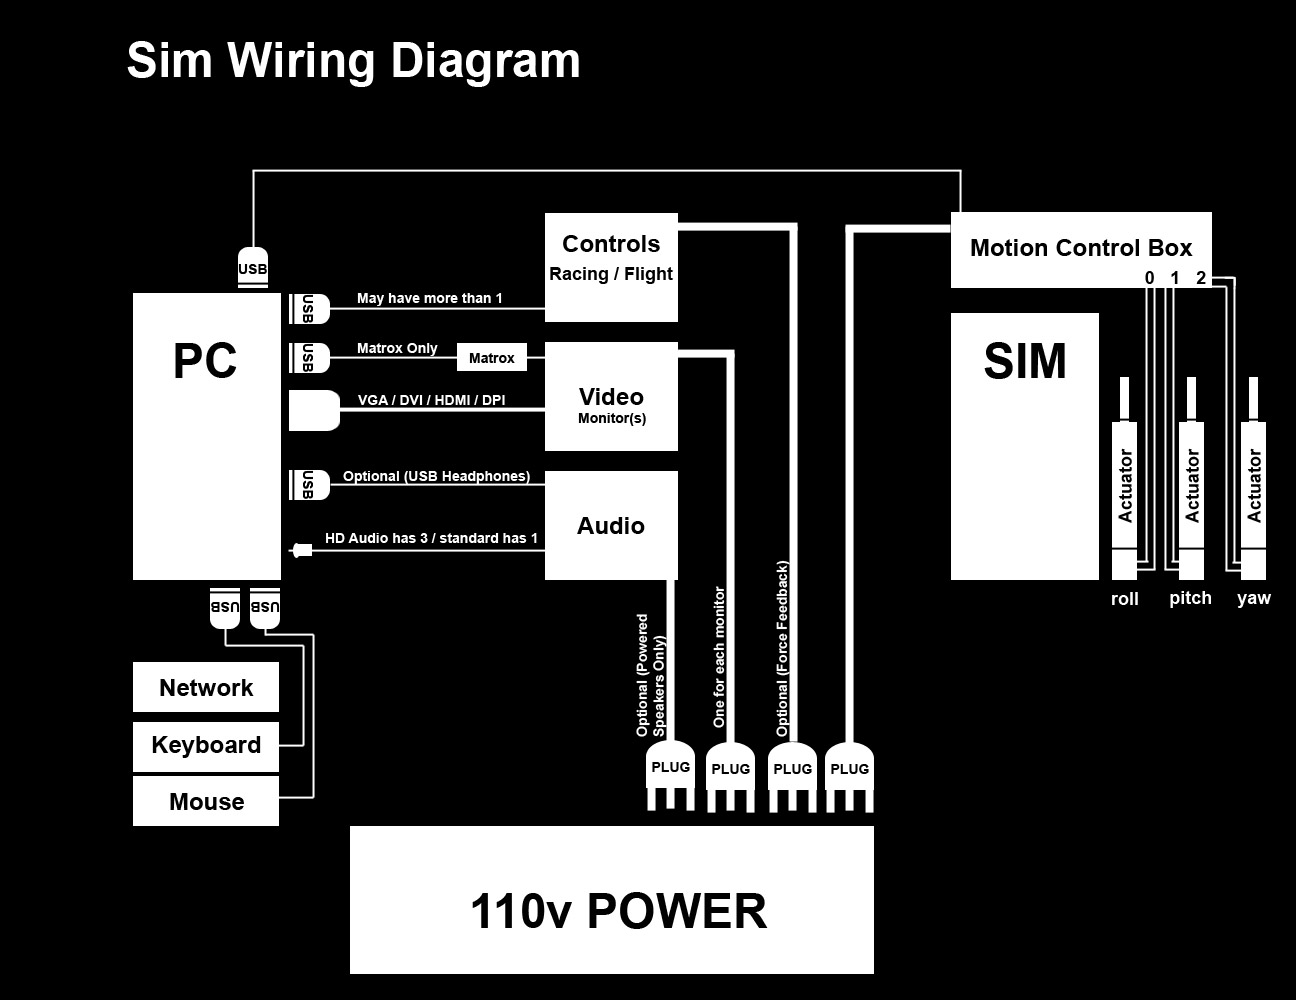 Sim Wiring Diagram
USB
PC
USB
May have more than 1
Controls
Racing / Flight
USB
Matrox Only
Matrox
VGA / DVI / HDMI / DPI
Video
Monitor(s)
USB
Optional (USB Headphones)
HD Audio has 3 / standard has 1
Audio
Motion Control Box
0 1 2
SIM
Actuator
Actuator
Actuator
roll
pitch
yaw
USB
USB
Network
Keyboard
Mouse
Optional (Powered
Speakers Only)
One for each monitor
Optional (Force Feedback)
PLUG
PLUG
PLUG
PLUG
110v POWER